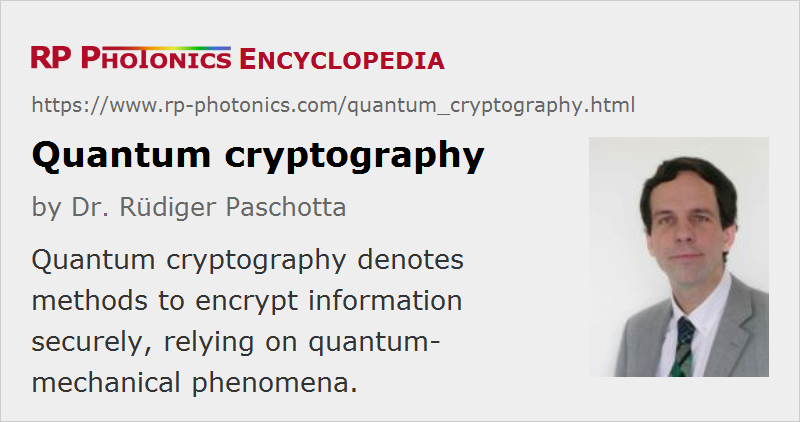 RP PHOTONICS ENCYCLOPEDIA
https://www.rp-photonics.com/quantum_cryptography.html
Quantum cryptography
by Dr. Rüdiger Paschotta
Quantum cryptography denotes
methods to encrypt information
securely, relying on quantum-
mechanical phenomena.